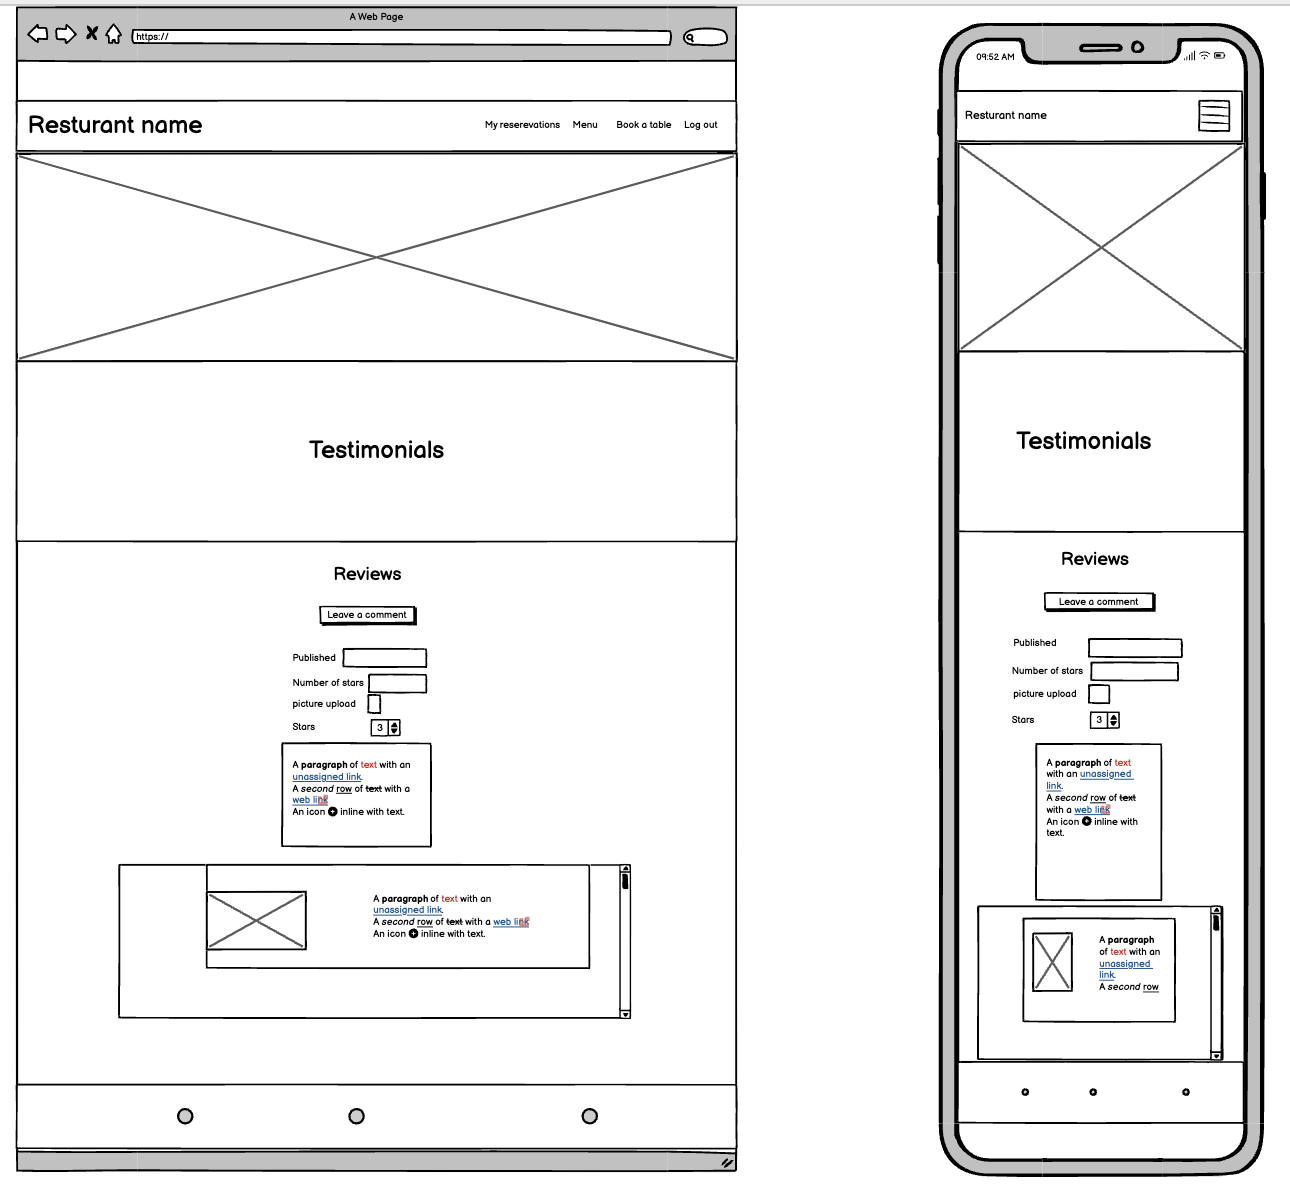 A Web Page
https://
Resturant name
My reserevations Menu Book a table Log out
Testimonials
Reviews
Leave a comment
Published
Number of stars
picture upload
Stars 3
A paragraph of text with an
unassigned link.
A second row of text with a
web link
An icon inline with text.
A paragraph of text with an
unassigned link.
A second row of text with a web link
An icon inline with text.
09:52 AM
Resturant name
Testimonials
Reviews
Leave a comment
Published
Number of stars
picture upload
Stars 3
A paragraph of text
with an unassigned
link.
A second row of text
with a web link
An icon inline with
text.
A paragraph
of text with an
unassigned
link.
A second row